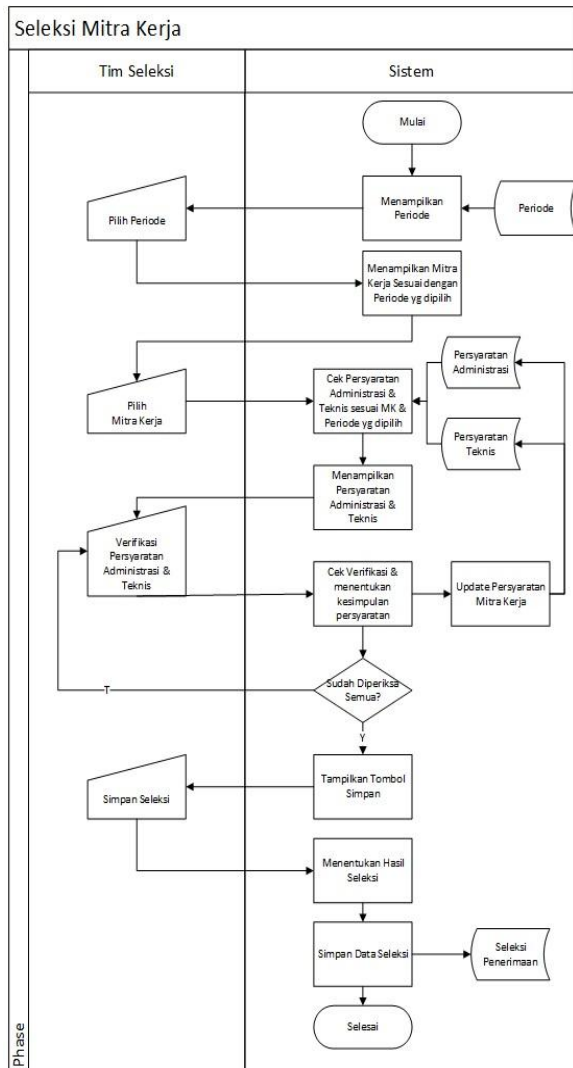 Seleksi Mitra Kerja
Tim Seleksi
Sistem
Mulai
Menampilkan
Periode
Periode
Pilih Periode
Menampilkan Mitra
Kerja Sesuai dengan
Periode yg dipilih
Persyaratan
Administrasi
Pilih
Mitra Kerja
Cek Persyaratan
Administrasi &
Teknis sesuai MK &
Periode yg dipilih
Persyaratan
Teknis
Menampilkan
Persyaratan
Administrasi &
Teknis
Verifikasi
Persyaratan
Administrasi &
Teknis
Cek Verifikasi &
menentukan
kesimpulan
persyaratan
Update Persyaratan
Mitra Kerja
Sudah Diperiksa
Semua?
T
Y
Tampilkan Tombol
Simpan
Simpan Seleksi
Menentukan Hasil
Seleksi
Simpan Data Seleksi
Seleksi
Penerimaan
Selesai
Phase